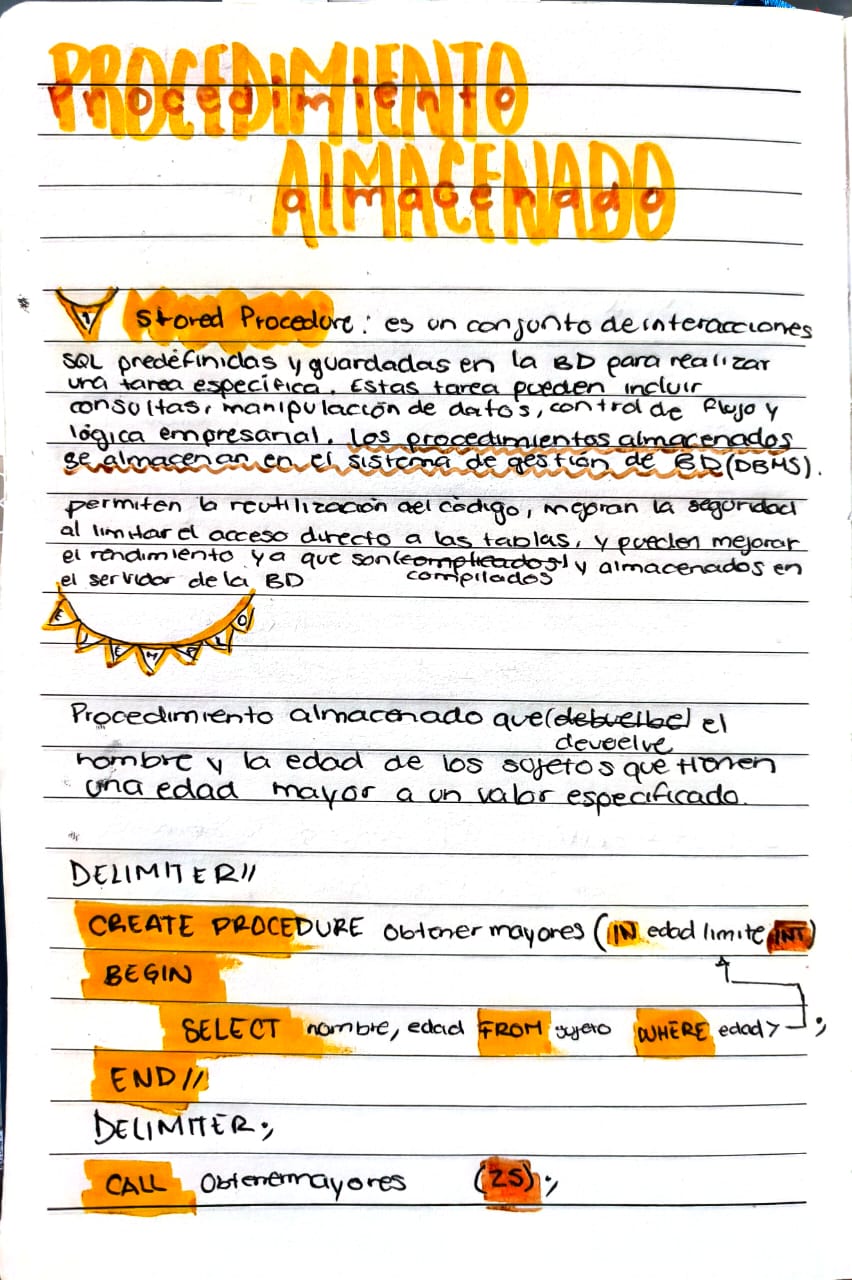 PROCEDIMIENTO
Procedimiento
ALMACENADO
almacenado
1 Stored Procedure: es un conjunto de interacciones
SQL predefinidas y guardadas en la BD para realizar
una tarea especifica. Estas tarea pueden incluir
consultas, manipulación de datos, control de flujo y
lógica empresarial. Los procedimientos almacenados
se almacenan en el sistema de gestión de BD (DBMS).
permiten la reutilización del código, mejoran la seguridad
al limitar el acceso directo a las tablas, y pueden mejorar
el rendimiento ya que son (complicados) y almacenados en
compilados
el servidor de la BD
EJEMPLO
Procedimiento almacenado que (debuelbe) el
devuelve
nombre y la edad de los sujetos que tienen
una edad mayor a un valor especificado.
DELIMITER //
CREATE PROCEDURE Obtener mayores (IN edad limite INT)
BEGIN
SELECT nombre, edad FROM sujeto WHERE edad > ;
END //
DELIMITER ;
CALL Obtenermayores (25);